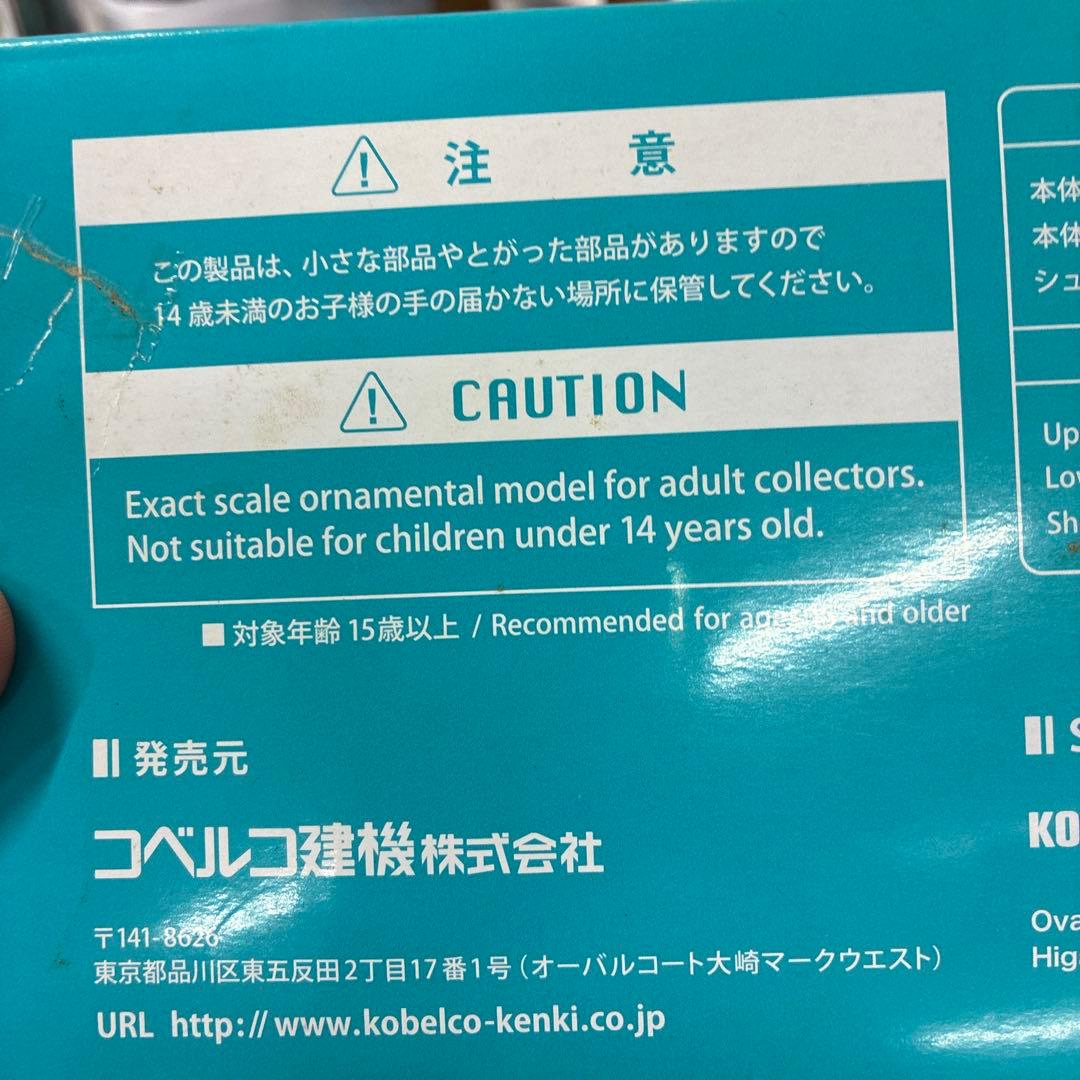 注 意
この製品は、小さな部品やとがった部品がありますので
14歳未満のお子様の手の届かない場所に保管してください。
CAUTION
Exact scale ornamental model for adult collectors.
Not suitable for children under 14 years old.
■ 対象年齢 15歳以上 / Recommended for ages 15 and older
発売元
コベルコ建機株式会社
〒141-8626
東京都品川区東五反田2丁目17番1号（オーバルコート大崎マークウエスト）
URL http://www.kobelco-kenki.co.jp
本体
本体
シュ
Up
Lov
Sh
S
KO
Ova
Hig